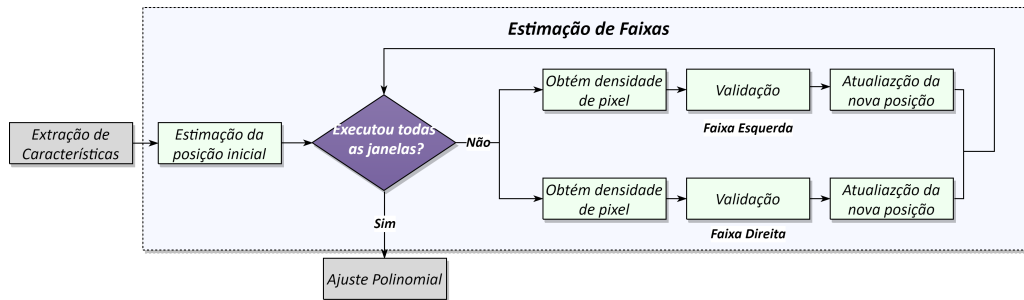 Estimação de Faixas
Extração de
Características
Estimação da
posição inicial
Executou todas
as janelas?
Não
Obtém densidade
de pixel
Validação
Atualiazção da
nova posição
Faixa Esquerda
Obtém densidade
de pixel
Validação
Atualiazção da
nova posição
Faixa Direita
Sim
Ajuste Polinomial